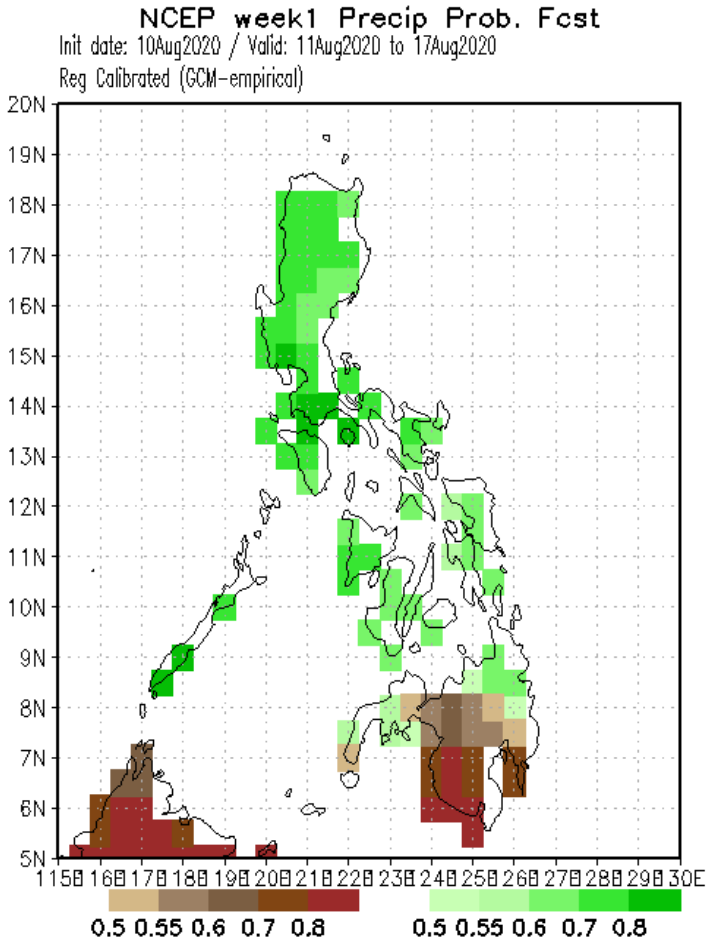 NCEP week1 Precip Prob. Fcst
Init date: 10Aug2020 / Valid: 11Aug2020 to 17Aug2020
Reg Calibrated (GCM-empirical)
20N
19N
18N
17N
16N
15N
14N
13N
12N
11N
10N
9N
8N
7N
6N
5N
115E 116E 117E 118E 119E 120E 121E 122E 123E 124E 125E 126E 127E 128E 129E 130E
0.5 0.55 0.6 0.7 0.8 0.5 0.55 0.6 0.7 0.8